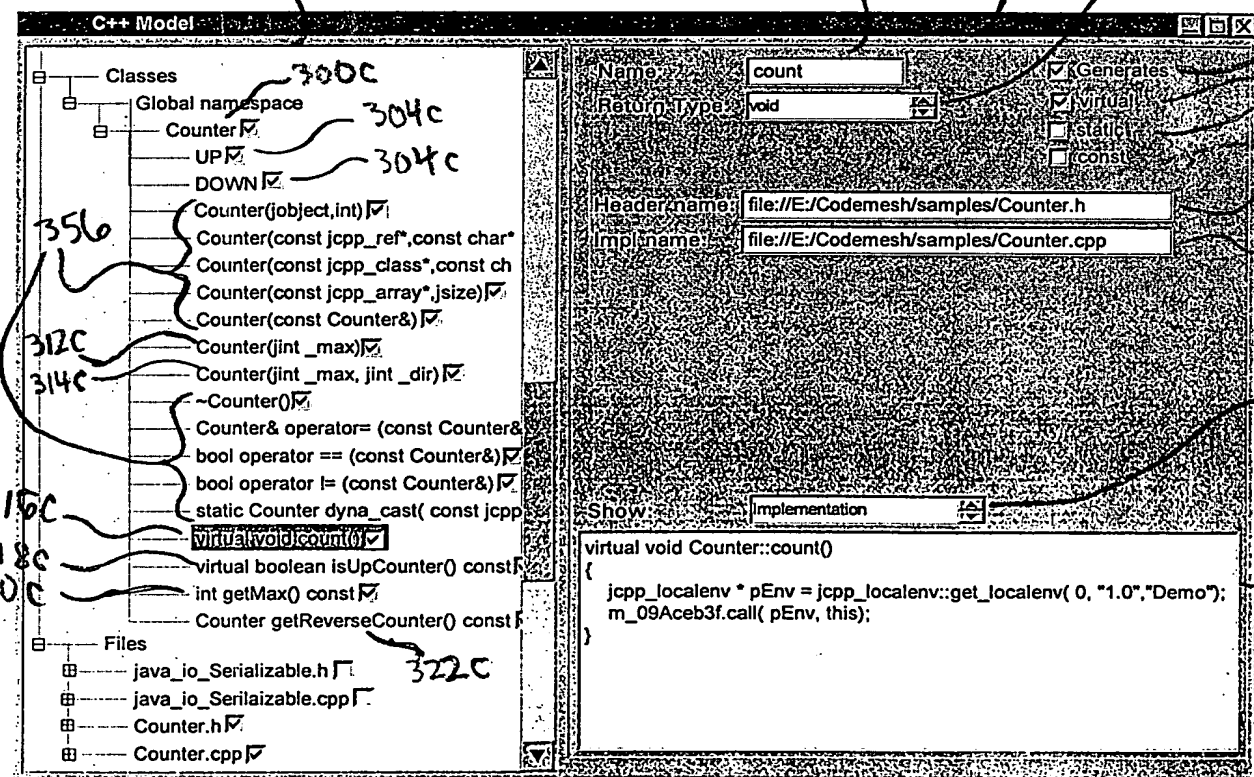 C++ Model
Classes
300C
Global namespace
Counter
304C
UP
304C
DOWN
Counter(jobject,int)
356
Counter(const jcpp_ref*,const char*
Counter(const jcpp_class*,const ch
Counter(const jcpp_array*,jsize)
Counter(const Counter&)
312C
Counter(jint _max)
314C
Counter(jint _max, jint _dir)
~Counter()
Counter& operator= (const Counter&
bool operator == (const Counter&)
bool operator != (const Counter&)
static Counter dyna_cast( const jcpp
virtual void count()
virtual boolean isUpCounter() const
int getMax() const
Counter getReverseCounter() const
322C
Files
java_io_Serializable.h
java_io_Serilaizable.cpp
Counter.h
Counter.cpp
Name: count
Return Type: void
Generates
virtual
static
const
Header name: file://E:/Codemesh/samples/Counter.h
Impl name: file://E:/Codemesh/samples/Counter.cpp
Show: Implementation
virtual void Counter::count()
{
jcpp_localenv * pEnv = jcpp_localenv::get_localenv( 0, "1.0","Demo");
m_09Aceb3f.call( pEnv, this);
}